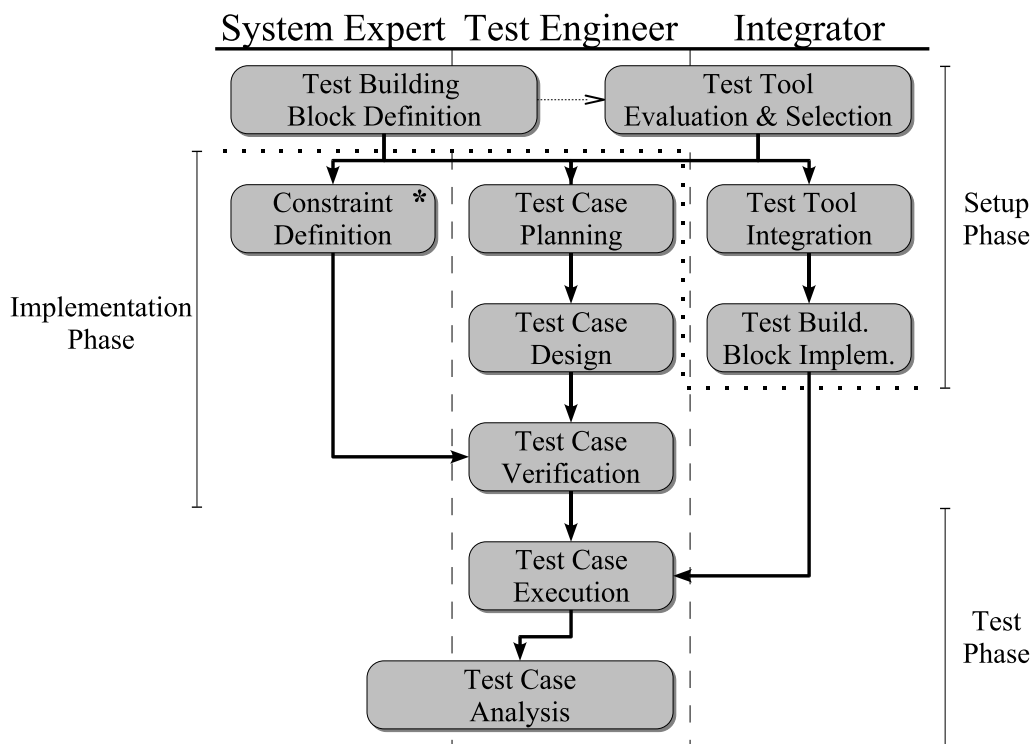 System Expert
Test Engineer
Integrator
Test Building
Block Definition
Test Tool
Evaluation & Selection
Constraint *
Definition
Test Case
Planning
Test Tool
Integration
Setup
Phase
Implementation
Phase
Test Case
Design
Test Build.
Block Implem.
Test Case
Verification
Test Case
Execution
Test
Phase
Test Case
Analysis